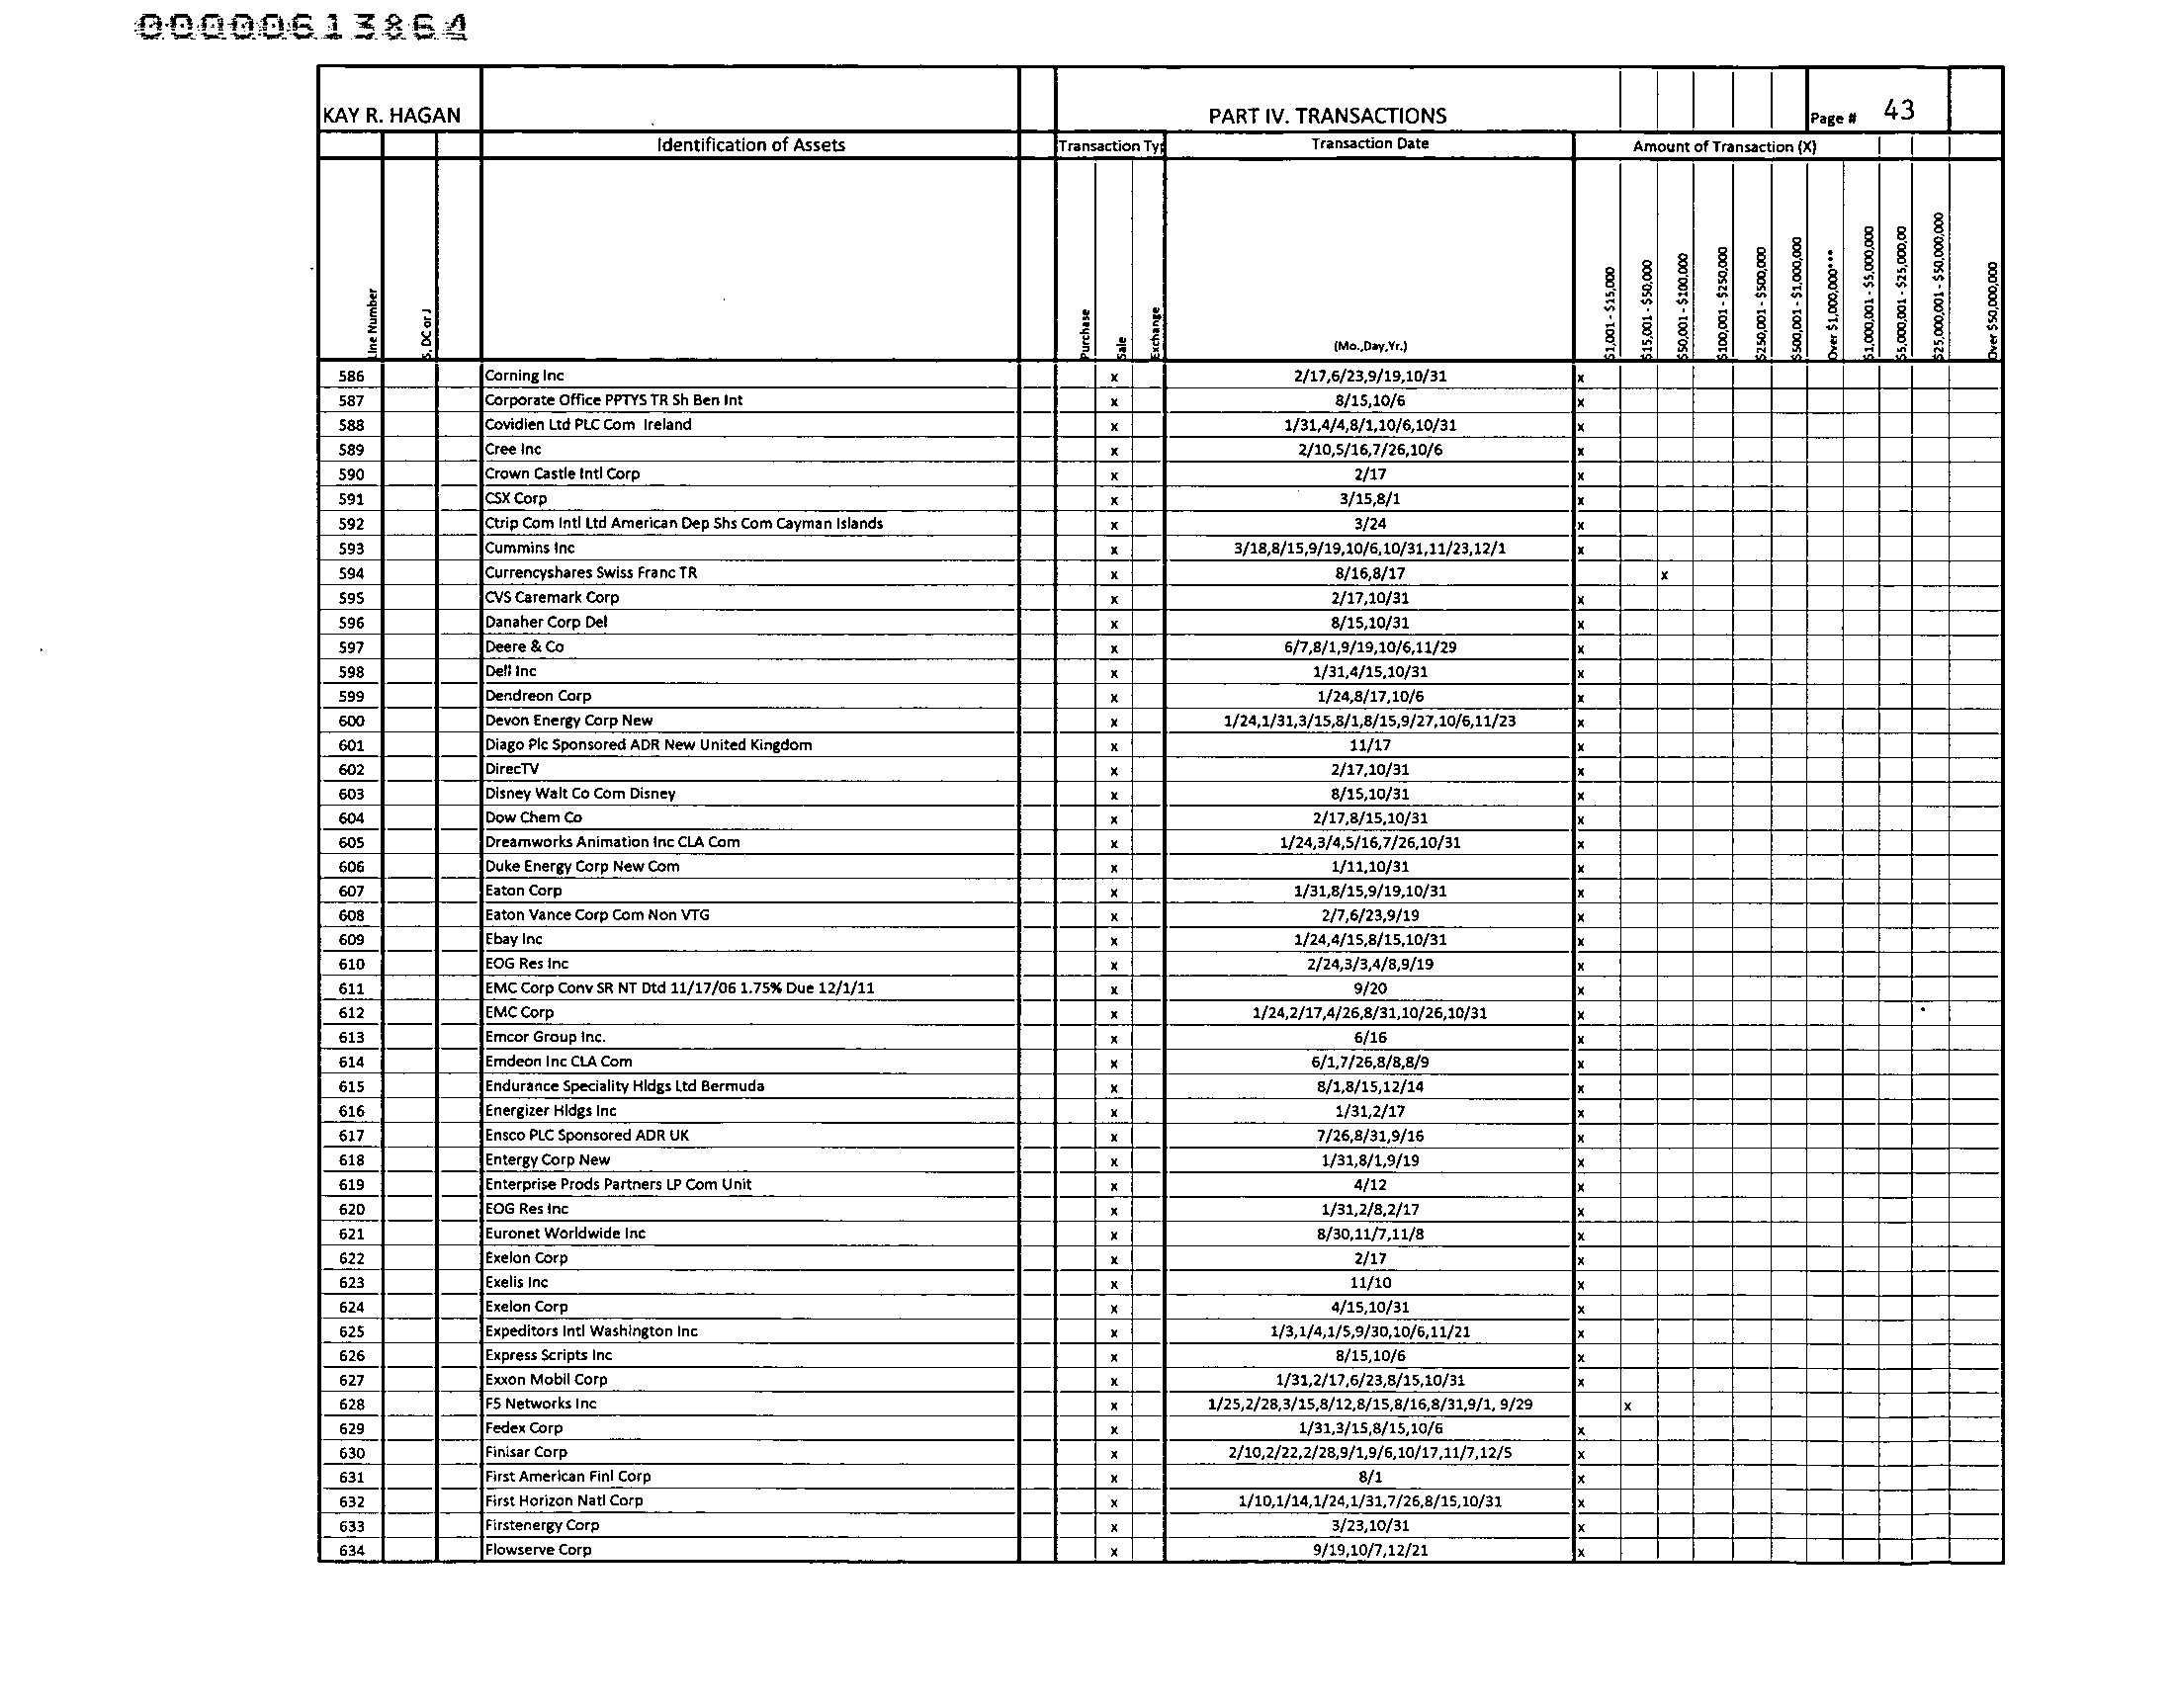 00000613864
KAY R. HAGAN PART IV. TRANSACTIONS Page # 43
Identification of Assets Transaction Typ Transaction Date Amount of Transaction (X)
Line Number S, DC or J Purchase Sale Exchange (Mo.,Day,Yr.) $1,001 - $15,000 $15,001 - $50,000 $50,001 - $100,000 $100,001 - $250,000 $250,001 - $500,000 $500,001 - $1,000,000 Over $1,000,000*** $1,000,001 - $5,000,000 $5,000,001 - $25,000,00 $25,000,001 - $50,000,000 Over $50,000,000
586 Corning Inc x 2/17,6/23,9/19,10/31 x
587 Corporate Office PPTYS TR Sh Ben Int x 8/15,10/6 x
588 Covidien Ltd PLC Com Ireland x 1/31,4/4,8/1,10/6,10/31 x
589 Cree Inc x 2/10,5/16,7/26,10/6 x
590 Crown Castle Intl Corp x 2/17 x
591 CSX Corp x 3/15,8/1 x
592 Ctrip Com Intl Ltd American Dep Shs Com Cayman Islands x 3/24 x
593 Cummins Inc x 3/18,8/15,9/19,10/6,10/31,11/23,12/1 x
594 Currencyshares Swiss Franc TR x 8/16,8/17 x
595 CVS Caremark Corp x 2/17,10/31 x
596 Danaher Corp Del x 8/15,10/31 x
597 Deere & Co x 6/7,8/1,9/19,10/6,11/29 x
598 Dell Inc x 1/31,4/15,10/31 x
599 Dendreon Corp x 1/24,8/17,10/6 x
600 Devon Energy Corp New x 1/24,1/31,3/15,8/1,8/15,9/27,10/6,11/23 x
601 Diago Plc Sponsored ADR New United Kingdom x 11/17 x
602 DirecTV x 2/17,10/31 x
603 Disney Walt Co Com Disney x 8/15,10/31 x
604 Dow Chem Co x 2/17,8/15,10/31 x
605 Dreamworks Animation Inc CLA Com x 1/24,3/4,5/16,7/26,10/31 x
606 Duke Energy Corp New Com x 1/11,10/31 x
607 Eaton Corp x 1/31,8/15,9/19,10/31 x
608 Eaton Vance Corp Com Non VTG x 2/7,6/23,9/19 x
609 Ebay Inc x 1/24,4/15,8/15,10/31 x
610 EOG Res Inc x 2/24,3/3,4/8,9/19 x
611 EMC Corp Conv SR NT Dtd 11/17/06 1.75% Due 12/1/11 x 9/20 x
612 EMC Corp x 1/24,2/17,4/26,8/31,10/26,10/31 x
613 Emcor Group Inc. x 6/16 x
614 Emdeon Inc CLA Com x 6/1,7/26,8/8,8/9 x
615 Endurance Speciality Hldgs Ltd Bermuda x 8/1,8/15,12/14 x
616 Energizer Hldgs Inc x 1/31,2/17 x
617 Ensco PLC Sponsored ADR UK x 7/26,8/31,9/16 x
618 Entergy Corp New x 1/31,8/1,9/19 x
619 Enterprise Prods Partners LP Com Unit x 4/12 x
620 EOG Res Inc x 1/31,2/8,2/17 x
621 Euronet Worldwide Inc x 8/30,11/7,11/8 x
622 Exelon Corp x 2/17 x
623 Exelis Inc x 11/10 x
624 Exelon Corp x 4/15,10/31 x
625 Expeditors Intl Washington Inc x 1/3,1/4,1/5,9/30,10/6,11/21 x
626 Express Scripts Inc x 8/15,10/6 x
627 Exxon Mobil Corp x 1/31,2/17,6/23,8/15,10/31 x
628 F5 Networks Inc x 1/25,2/28,3/15,8/12,8/15,8/16,8/31,9/1, 9/29 x
629 Fedex Corp x 1/31,3/15,8/15,10/6 x
630 Finisar Corp x 2/10,2/22,2/28,9/1,9/6,10/17,11/7,12/5 x
631 First American Finl Corp x 8/1 x
632 First Horizon Natl Corp x 1/10,1/14,1/24,1/31,7/26,8/15,10/31 x
633 Firstenergy Corp x 3/23,10/31 x
634 Flowserve Corp x 9/19,10/7,12/21 x